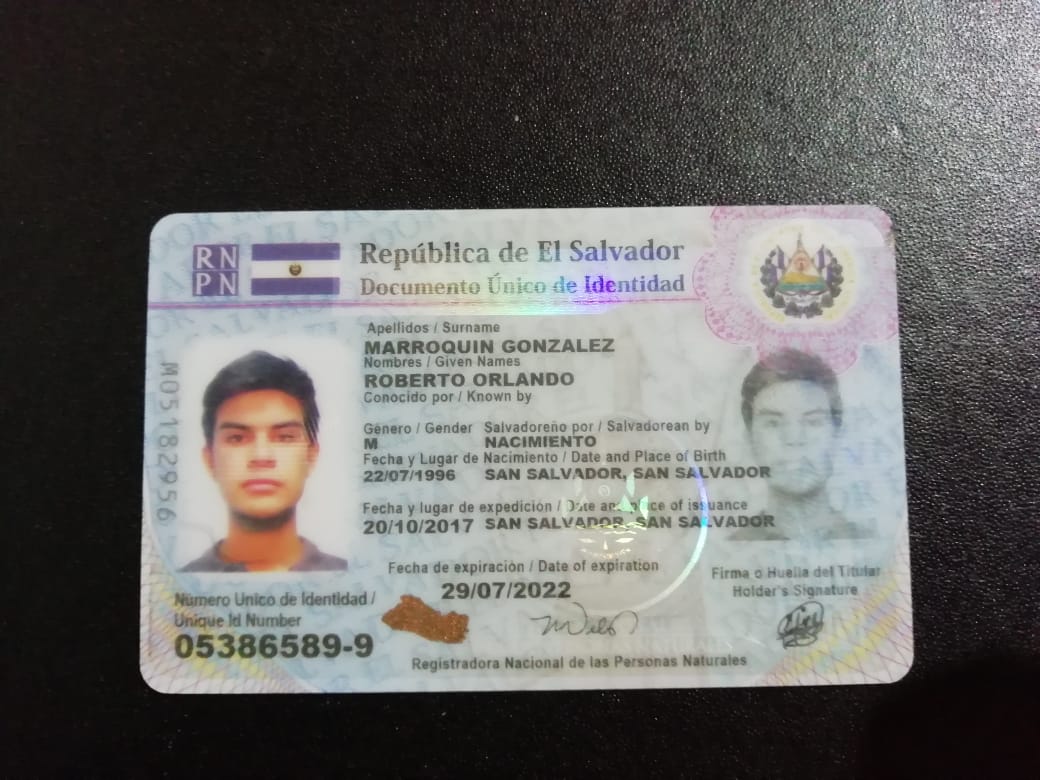 RN
PN
República de El Salvador
Documento Único de Identidad
Apellidos / Surname
MARROQUIN GONZALEZ
Nombres / Given Names
ROBERTO ORLANDO
Conocido por / Known by
Género / Gender Salvadoreño por / Salvadorean by
M NACIMIENTO
Fecha y Lugar de Nacimiento / Date and Place of Birth
22/07/1996 SAN SALVADOR, SAN SALVADOR
Fecha y lugar de expedición / Date and place of issuance
20/10/2017 SAN SALVADOR, SAN SALVADOR
Fecha de expiración / Date of expiration
29/07/2022
Firma o Huella del Titular
Holder's Signature
Número Unico de Identidad /
Unique Id Number
05386589-9
Registradora Nacional de las Personas Naturales
M05182956